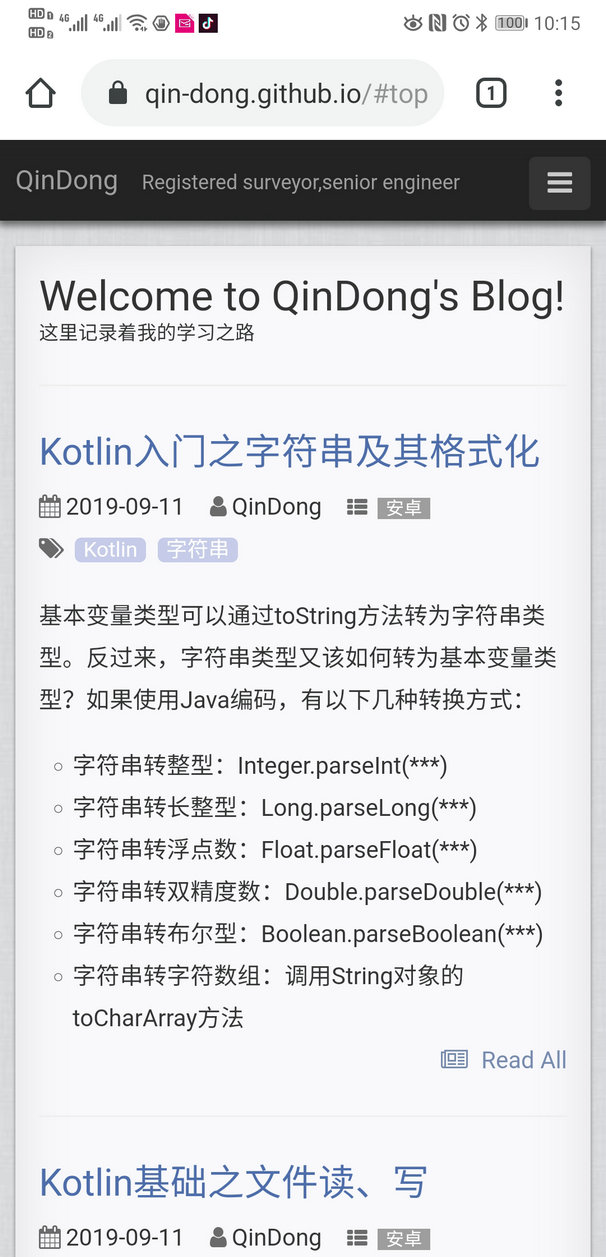 HD 1 4G 4G 100 10:15
HD 2
qin-dong.github.io/#top 1
QinDong Registered surveyor,senior engineer
Welcome to QinDong's Blog!
这里记录着我的学习之路
Kotlin入门之字符串及其格式化
2019-09-11 QinDong 安卓
Kotlin 字符串
基本变量类型可以通过toString方法转为字符串类
型。反过来，字符串类型又该如何转为基本变量类
型？如果使用Java编码，有以下几种转换方式：
字符串转整型：Integer.parseInt(***)
字符串转长整型：Long.parseLong(***)
字符串转浮点数：Float.parseFloat(***)
字符串转双精度数：Double.parseDouble(***)
字符串转布尔型：Boolean.parseBoolean(***)
字符串转字符数组：调用String对象的
toCharArray方法
Read All
Kotlin基础之文件读、写
2019-09-11 QinDong 安卓